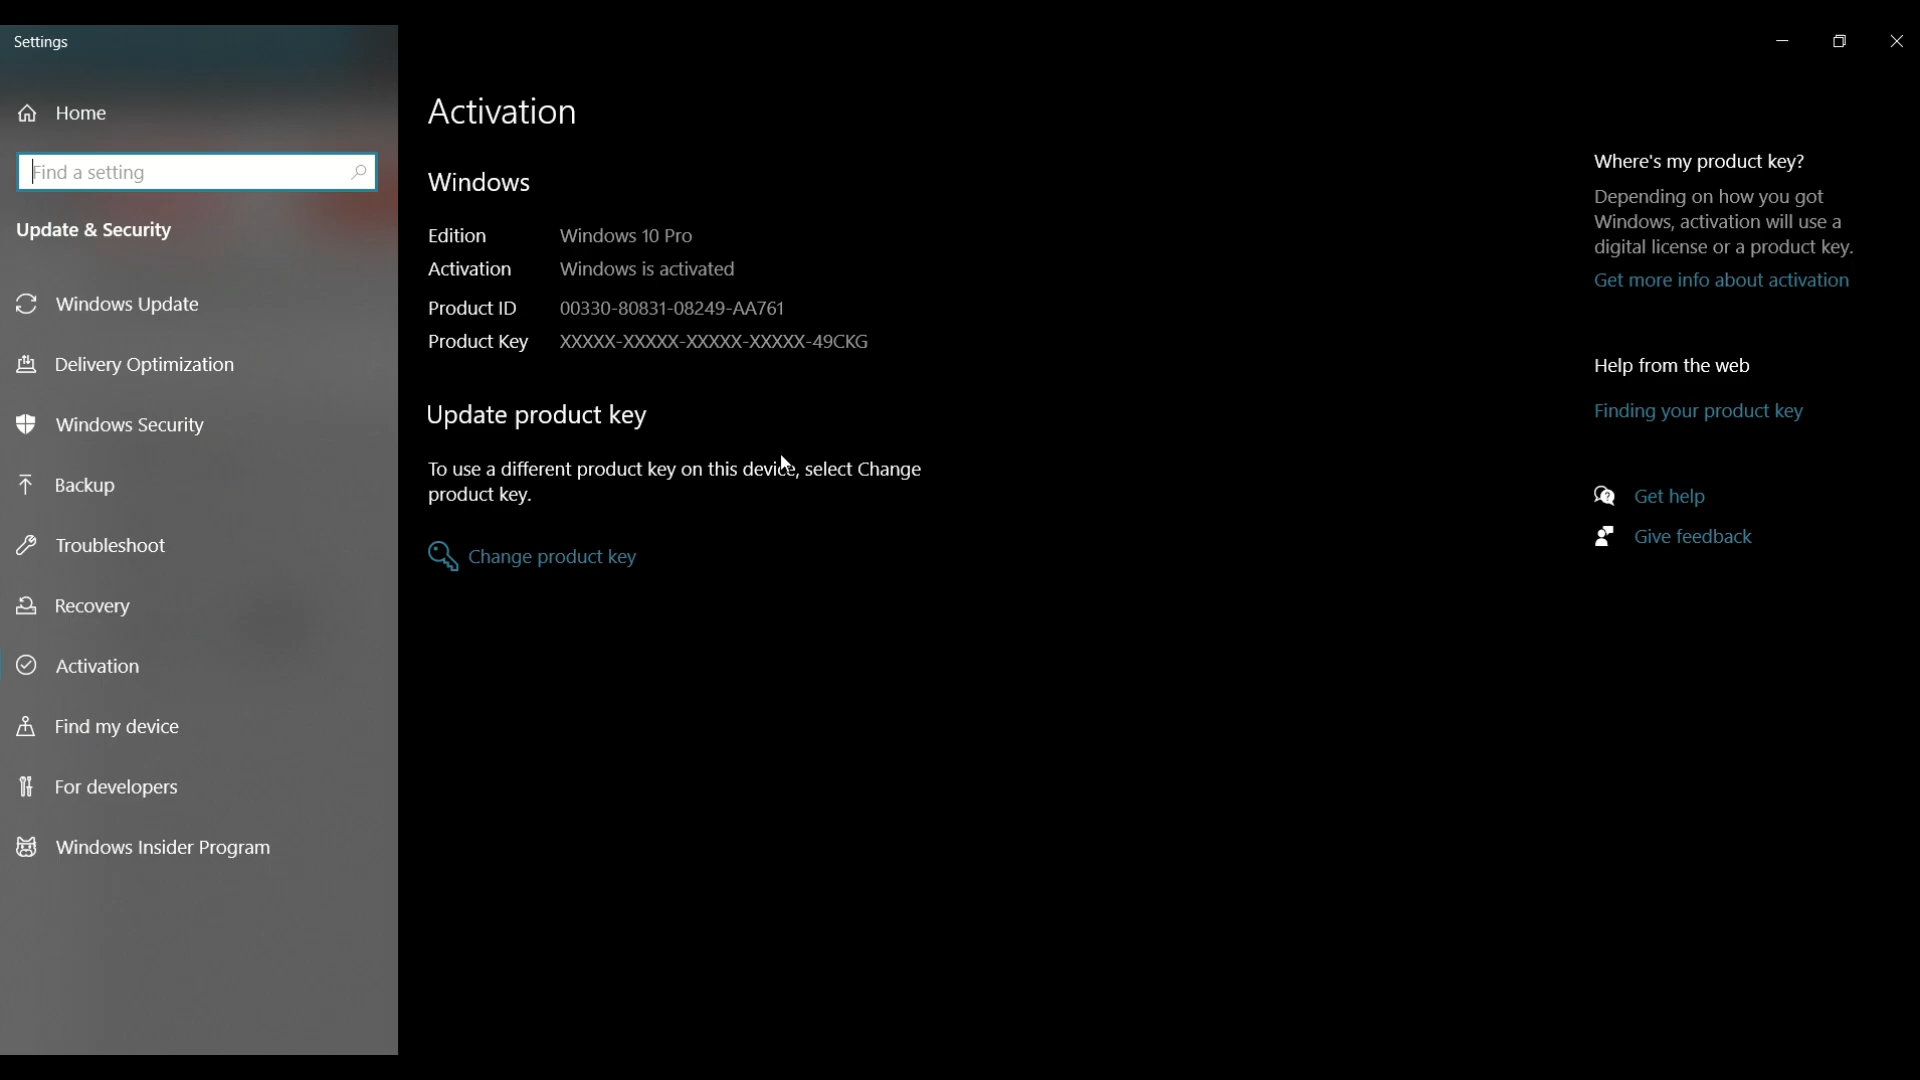 Settings
Home
Find a setting
Update & Security
Windows Update
Delivery Optimization
Windows Security
Backup
Troubleshoot
Recovery
Activation
Find my device
For developers
Windows Insider Program
Activation
Windows
Edition Windows 10 Pro
Activation Windows is activated
Product ID 00330-80831-08249-AA761
Product Key XXXXX-XXXXX-XXXXX-XXXXX-49CKG
Update product key
To use a different product key on this device, select Change
product key.
Change product key
Where's my product key?
Depending on how you got
Windows, activation will use a
digital license or a product key.
Get more info about activation
Help from the web
Finding your product key
Get help
Give feedback